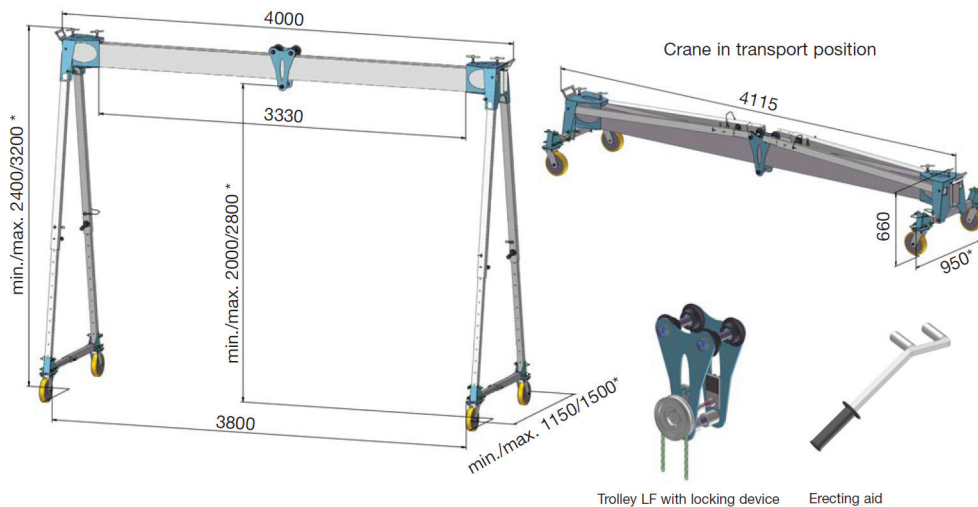 4000
Crane in transport position
4115
3330
min./max. 2400/3200 *
min./max. 2000/2800 *
660
950*
3800
min./max. 1150/1500*
Trolley LF with locking device
Erecting aid